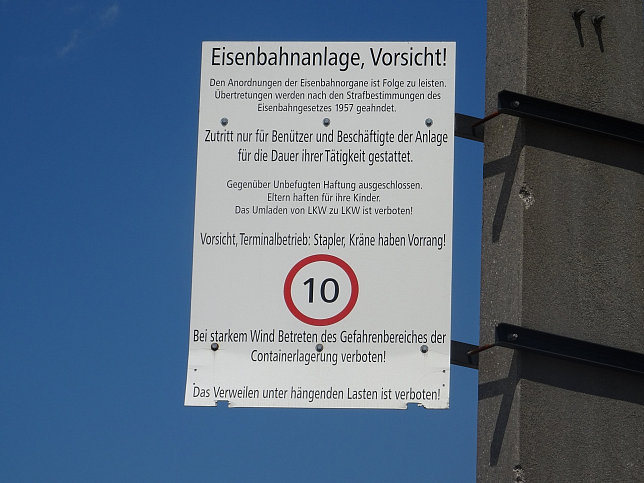 Eisenbahnanlage, Vorsicht!
Den Anordnungen der Eisenbahnorgane ist Folge zu leisten.
Übertretungen werden nach den Strafbestimmungen des
Eisenbahngesetzes 1957 geahndet.
Zutritt nur für Benützer und Beschäftigte der Anlage
für die Dauer ihrer Tätigkeit gestattet.
Gegenüber Unbefugten Haftung ausgeschlossen.
Eltern haften für ihre Kinder.
Das Umladen von LKW zu LKW ist verboten!
Vorsicht, Terminalbetrieb: Stapler, Kräne haben Vorrang!
10
Bei starkem Wind Betreten des Gefahrenbereiches der
Containerlagerung verboten!
Das Verweilen unter hängenden Lasten ist verboten!